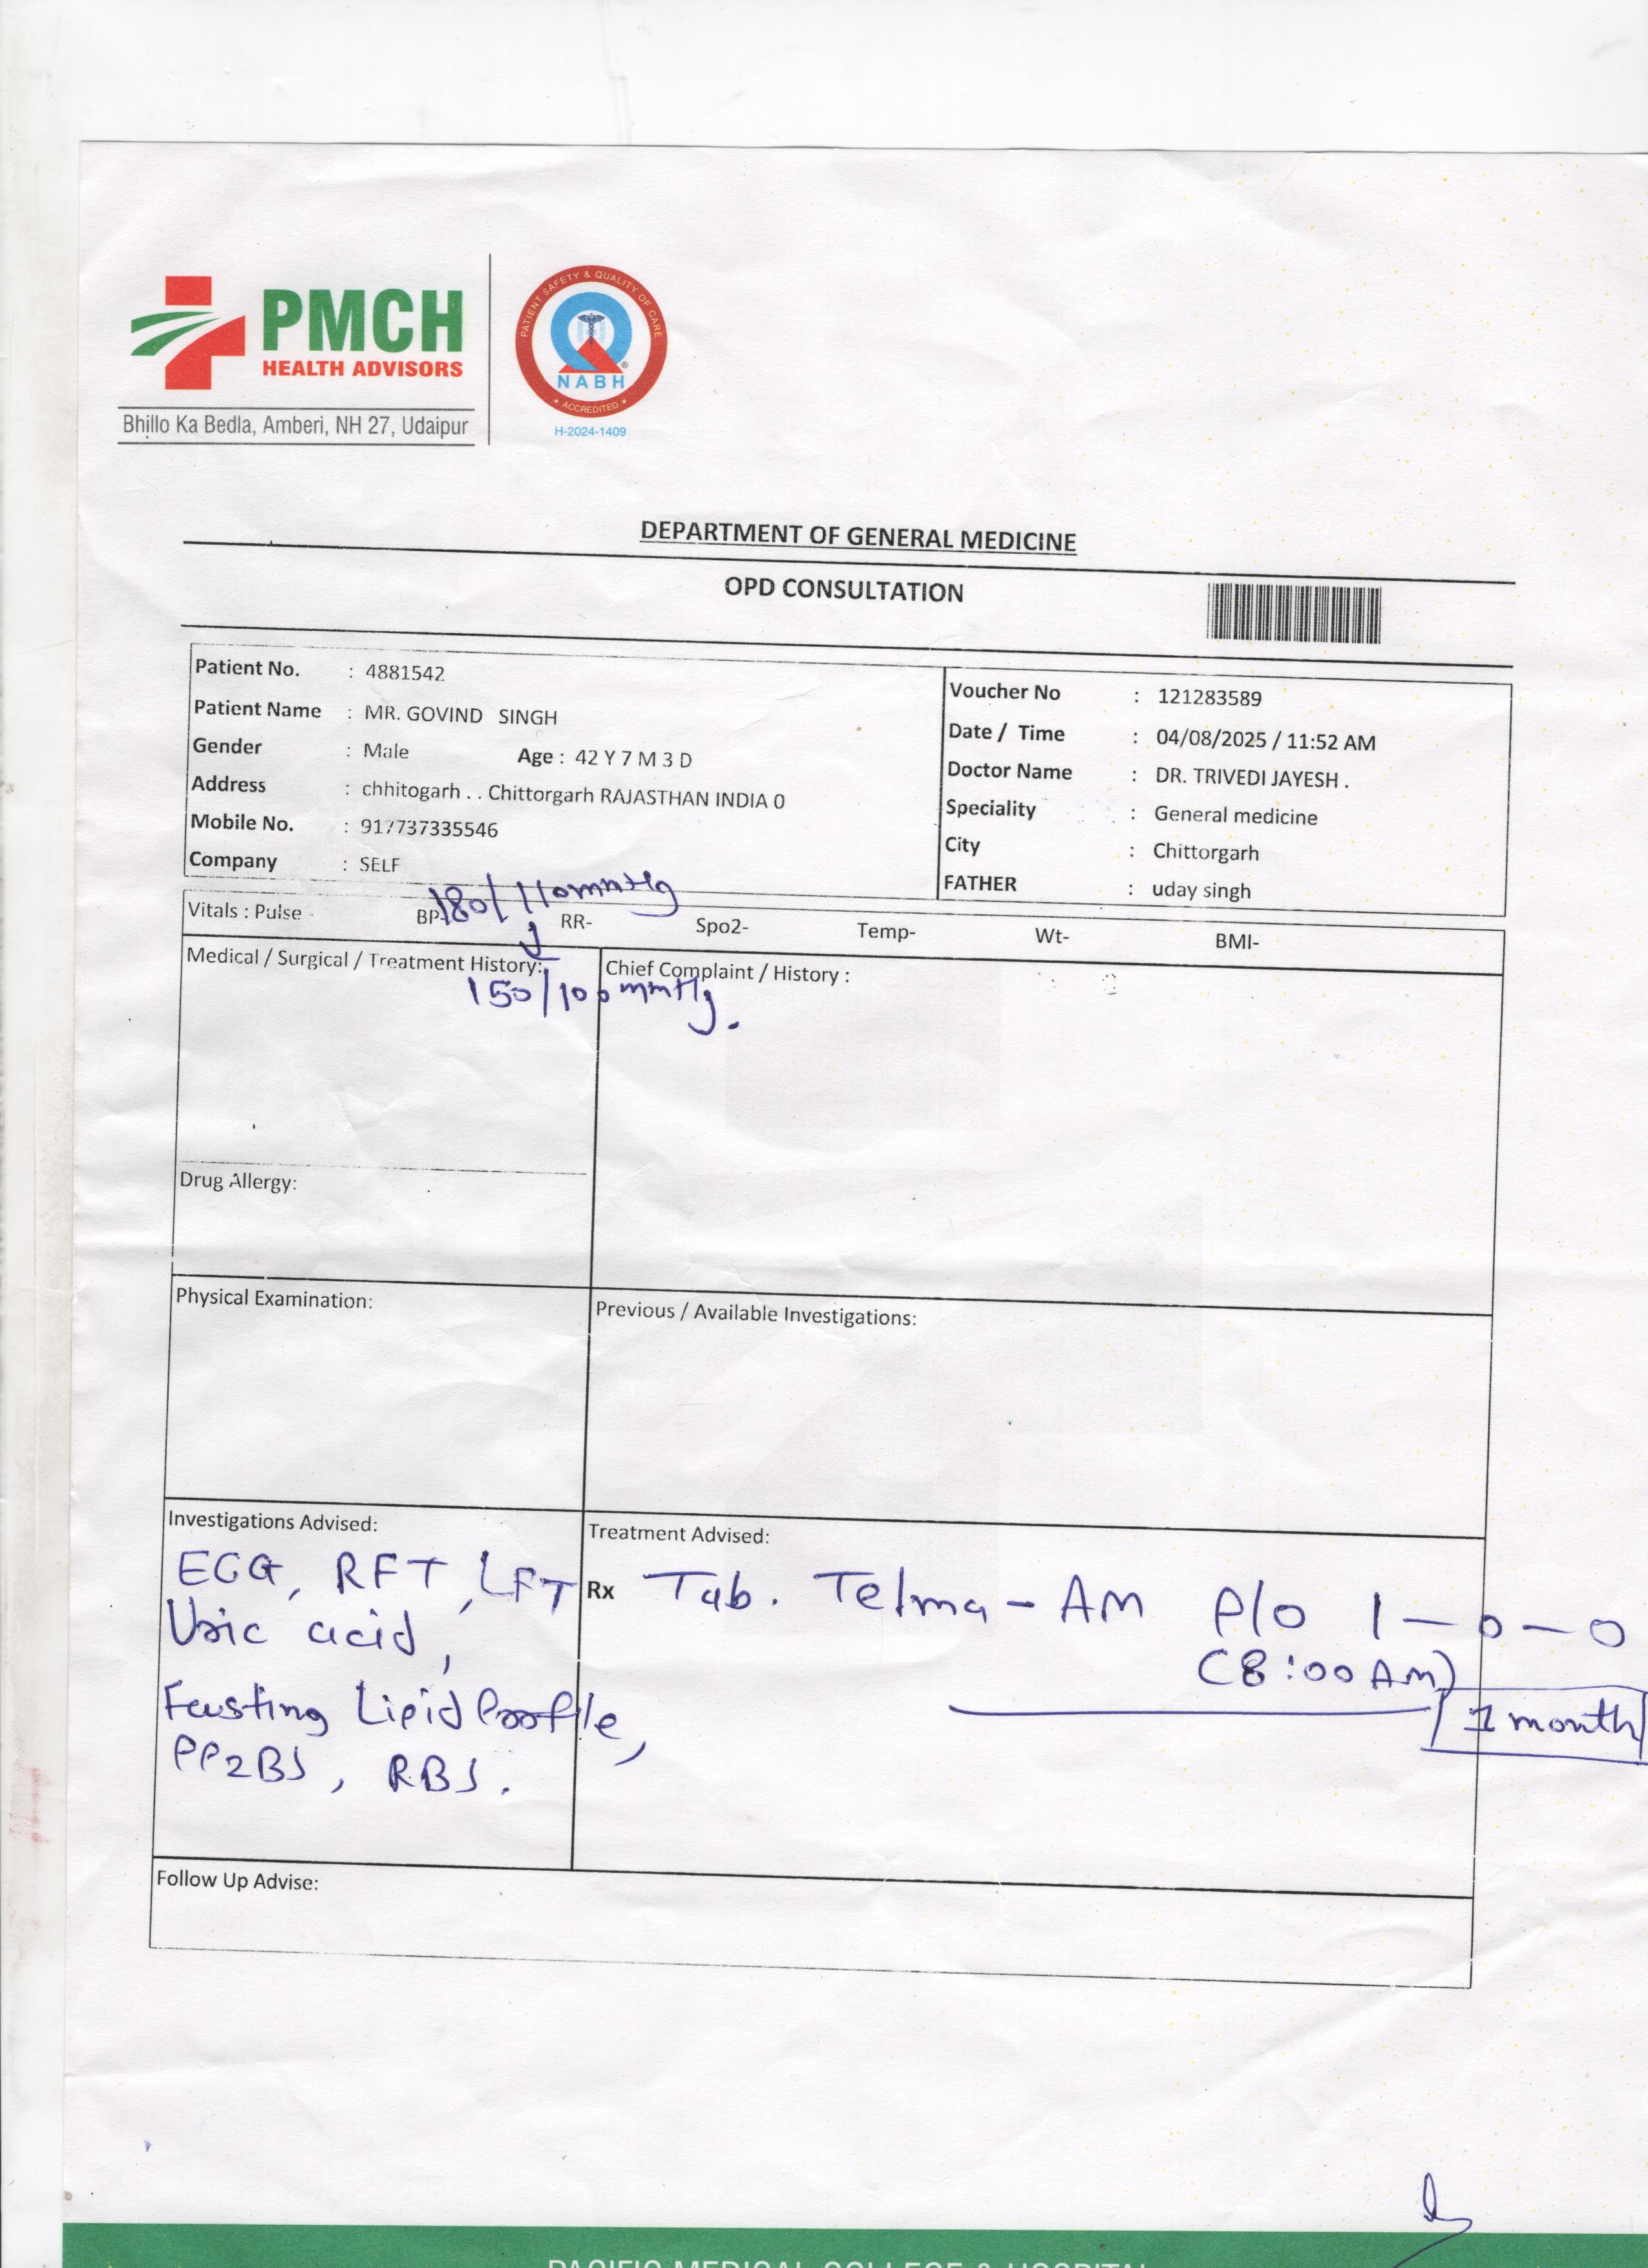 PMCH
HEALTH ADVISORS
Bhillo Ka Bedla, Amberi, NH 27, Udaipur
PATIENT SAFETY & QUALITY OF CARE
NABH
ACCREDITED
H-2024-1409
DEPARTMENT OF GENERAL MEDICINE
OPD CONSULTATION
Patient No. : 4881542
Patient Name : MR. GOVIND SINGH
Gender : Male Age : 42 Y 7 M 3 D
Address : chhitogarh . . Chittorgarh RAJASTHAN INDIA 0
Mobile No. : 917737335546
Company : SELF
Voucher No : 121283589
Date / Time : 04/08/2025 / 11:52 AM
Doctor Name : DR. TRIVEDI JAYESH .
Speciality : General medicine
City : Chittorgarh
FATHER : uday singh
Vitals : Pulse - BP- 180/110mmHg RR- Spo2- Temp- Wt- BMI-
Medical / Surgical / Treatment History:
150/100mmHg.
Chief Complaint / History :
Drug Allergy:
Physical Examination:
Previous / Available Investigations:
Investigations Advised:
ECG, RFT, LFT
Uric acid,
Fasting Lipid Profile,
PP2BS, RBS.
Treatment Advised:
Rx Tab. Telma-AM P/O 1-0-0
(8:00 AM)
1 month
Follow Up Advise:
PACIFIC MEDICAL COLLEGE & HOSPITAL